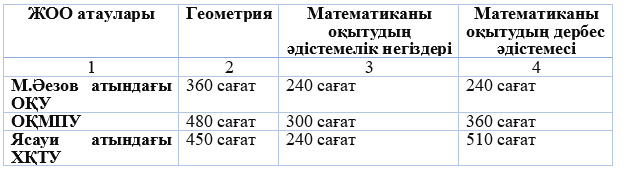 ЖОО атаулары Геометрия Математиканы оқытудың әдістемелік негіздері Математиканы оқытудың дербес әдістемесі
1 2 3 4
М.Әезов атындағы ОҚУ 360 сағат 240 сағат 240 сағат
ОҚМПУ 480 сағат 300 сағат 360 сағат
Ясауи атындағы ХҚТУ 450 сағат 240 сағат 510 сағат